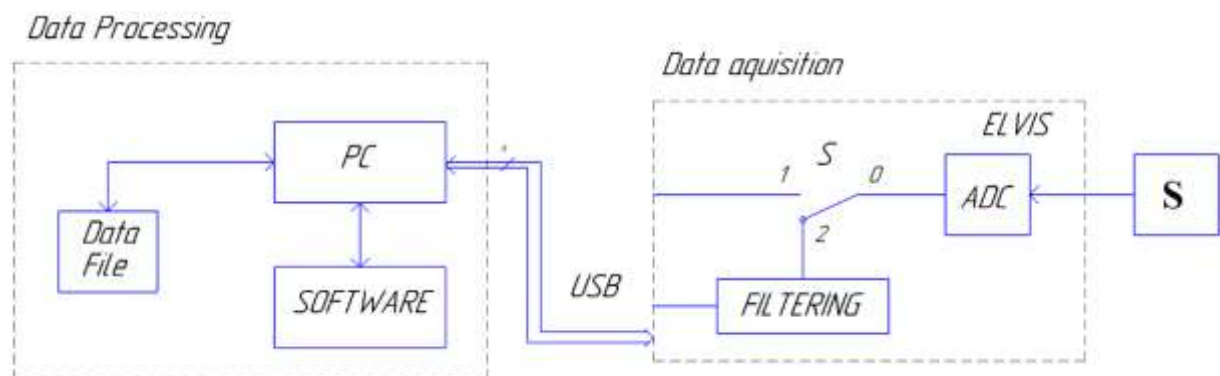 Data Processing
Data aquisition
ELVIS
PC
S
1
0
ADC
S
2
Data
File
USB
SOFTWARE
FILTERING